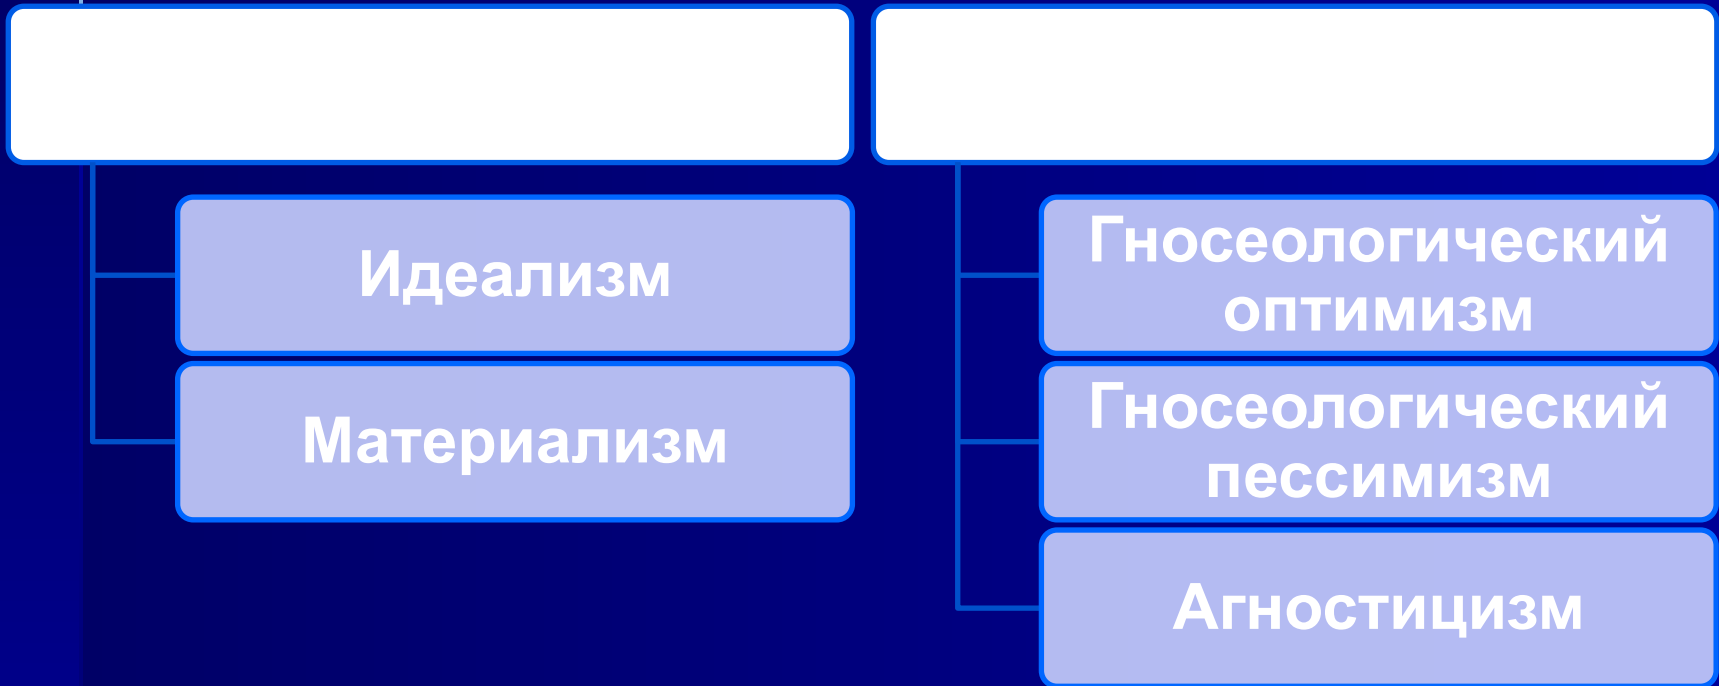 Идеализм
Материализм
Гносеологический
оптимизм
Гносеологический
пессимизм
Агностицизм